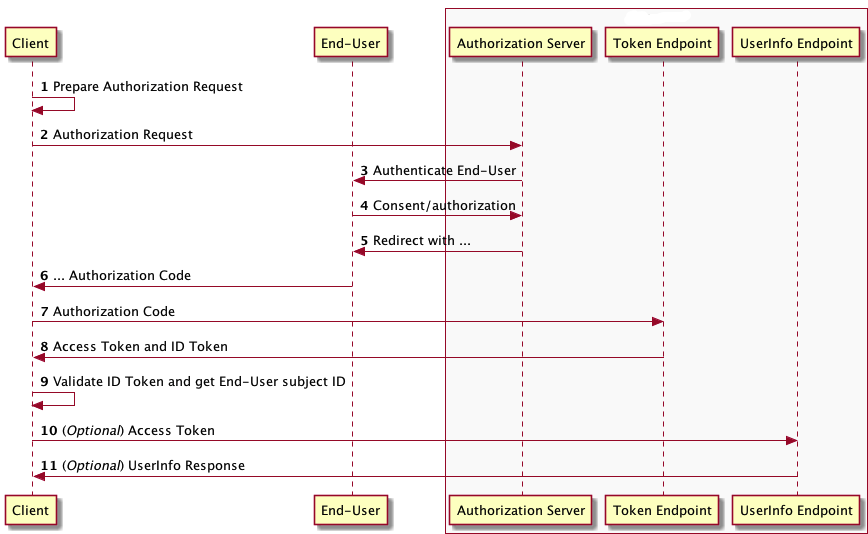 Client
End-User
Authorization Server
Token Endpoint
UserInfo Endpoint
1 Prepare Authorization Request
2 Authorization Request
3 Authenticate End-User
4 Consent/authorization
5 Redirect with ...
6 ... Authorization Code
7 Authorization Code
8 Access Token and ID Token
9 Validate ID Token and get End-User subject ID
10 (Optional) Access Token
11 (Optional) UserInfo Response
Client
End-User
Authorization Server
Token Endpoint
UserInfo Endpoint